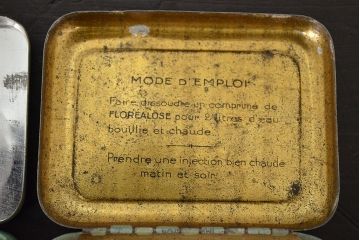 MODE D'EMPLOI
Faire dissoudre un comprimé de
FLORÉALOSE pour 2 litres d'eau
bouillie et chaude.
Prendre une injection bien chaude
matin et soir.